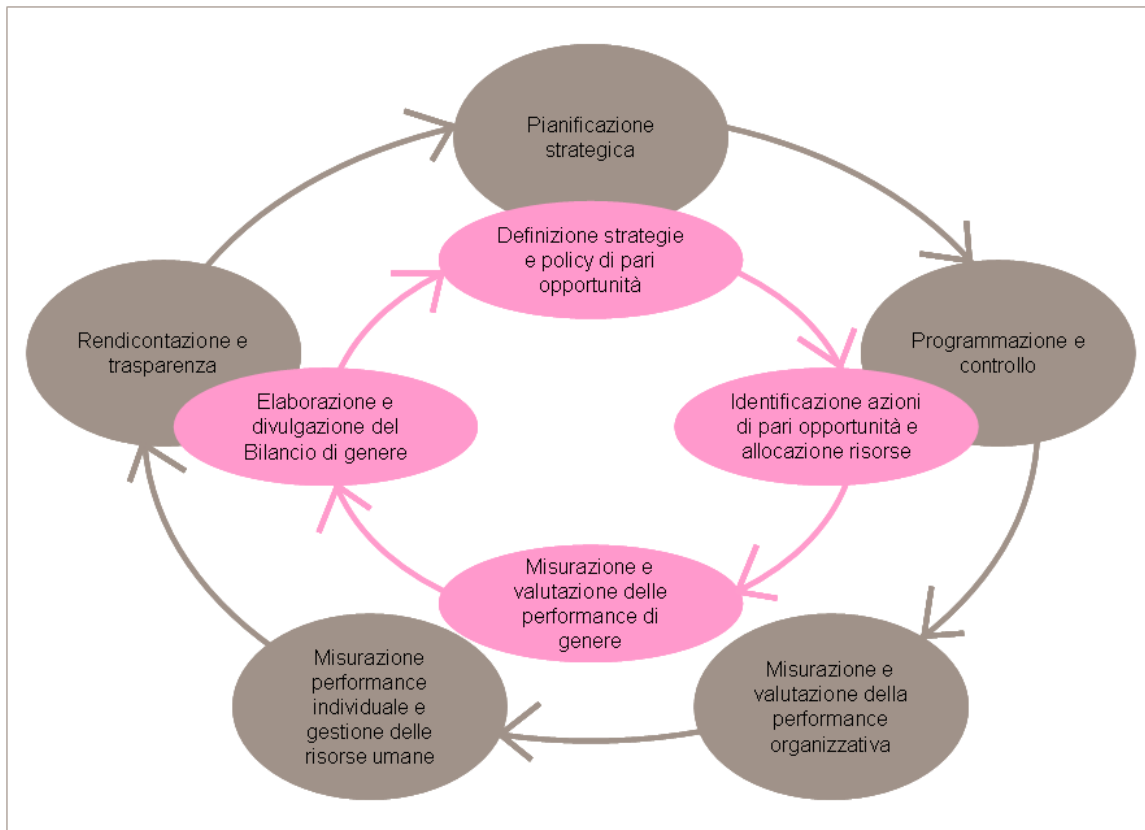 Pianificazione
strategica
Definizione strategie
e policy di pari
opportunità
Rendicontazione e
trasparenza
Programmazione e
controllo
Elaborazione e
divulgazione del
Bilancio di genere
Identificazione azioni
di pari opportunità e
allocazione risorse
Misurazione e
valutazione delle
performance di
genere
Misurazione
performance
individuale e
gestione delle
risorse umane
Misurazione e
valutazione della
performance
organizzativa